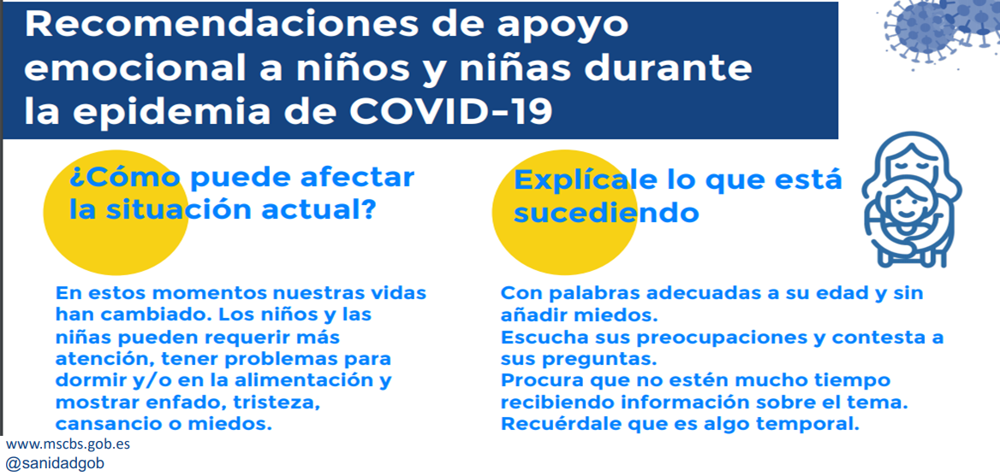 Recomendaciones de apoyo
emocional a niños y niñas durante
la epidemia de COVID-19
¿Cómo puede afectar
la situación actual?
En estos momentos nuestras vidas
han cambiado. Los niños y las
niñas pueden requerir más
atención, tener problemas para
dormir y/o en la alimentación y
mostrar enfado, tristeza,
cansancio o miedos.
Explícale lo que está
sucediendo
Con palabras adecuadas a su edad y sin
añadir miedos.
Escucha sus preocupaciones y contesta a
sus preguntas.
Procura que no estén mucho tiempo
recibiendo información sobre el tema.
Recuérdale que es algo temporal.
www.mscbs.gob.es
@sanidadgob